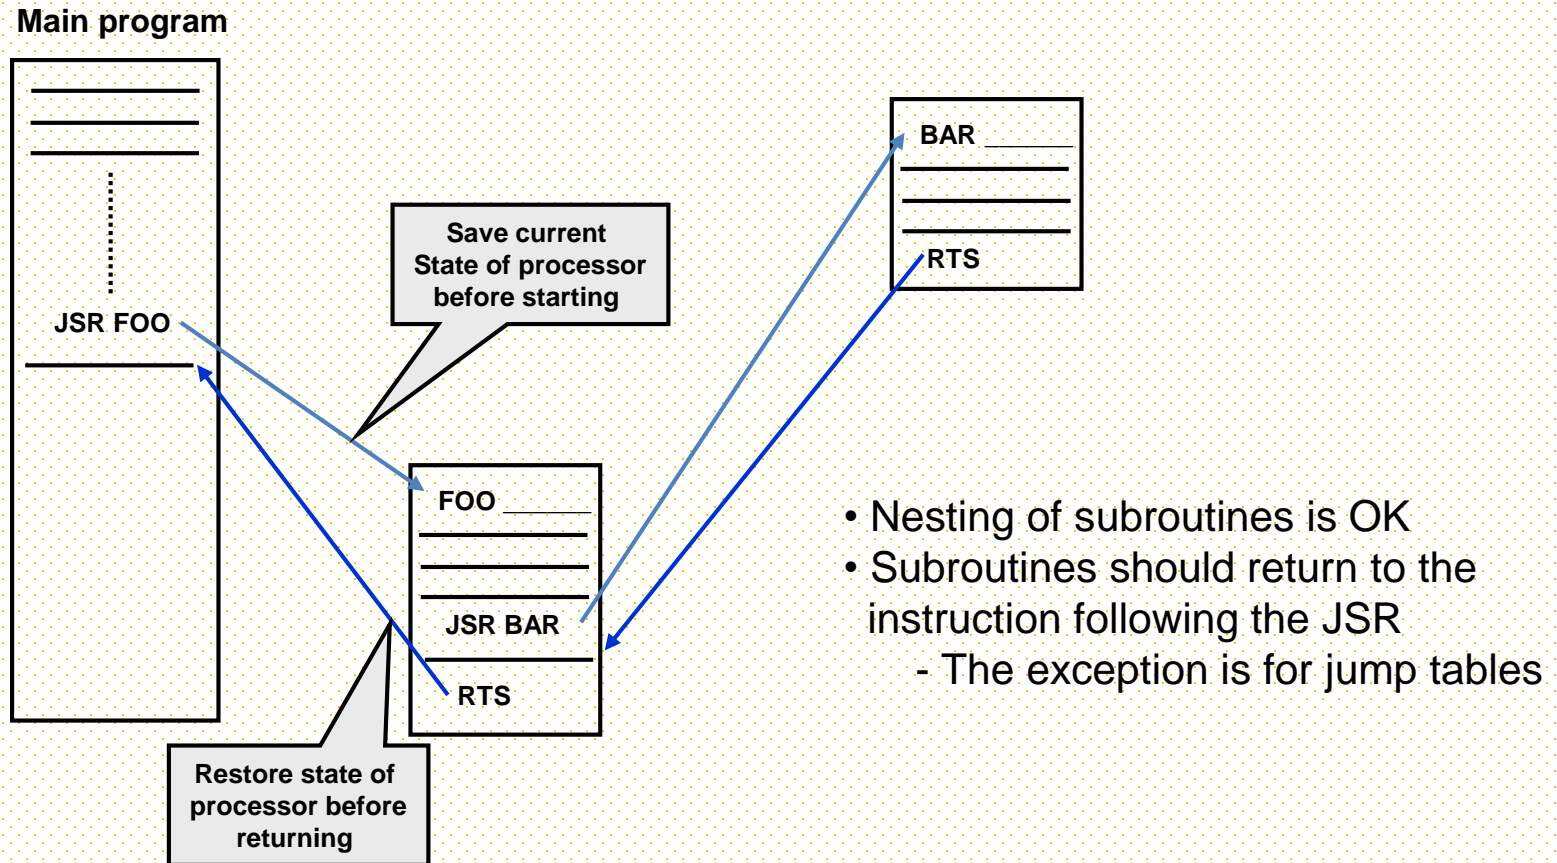 Main program
JSR FOO
Save current
State of processor
before starting
BAR ______
RTS
FOO ______
JSR BAR
RTS
Restore state of
processor before
returning
• Nesting of subroutines is OK
• Subroutines should return to the
instruction following the JSR
- The exception is for jump tables